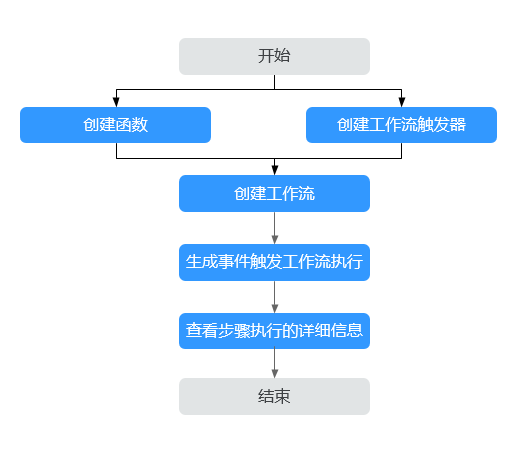 开始
创建函数
创建工作流触发器
创建工作流
生成事件触发工作流执行
查看步骤执行的详细信息
结束